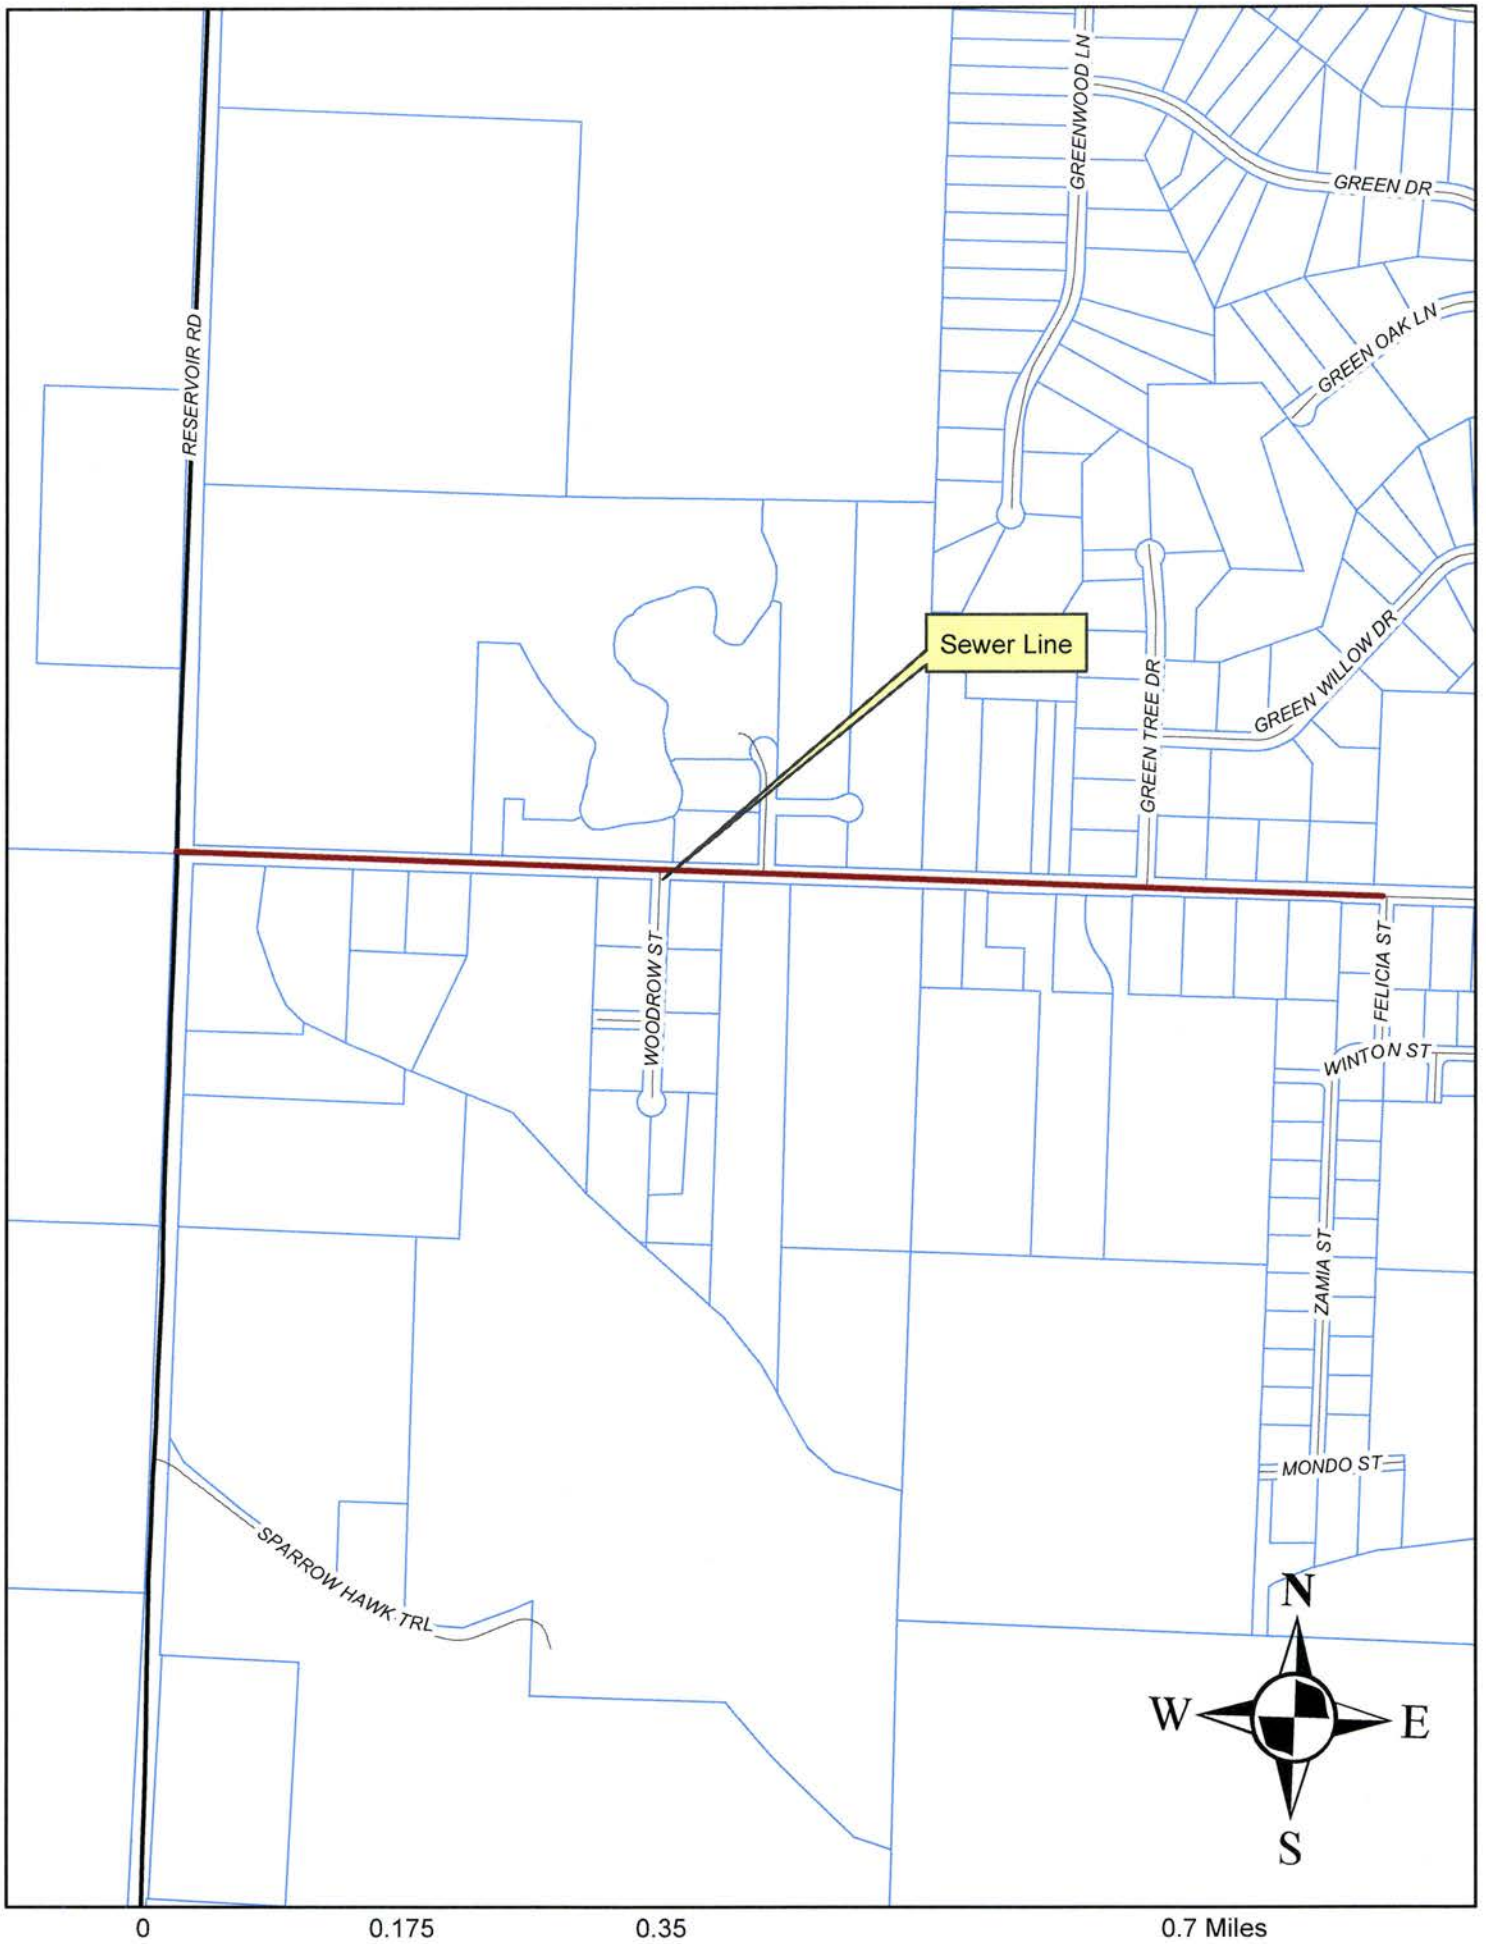 GREENWOOD LN
GREEN DR
RESERVOIR RD
GREEN OAK LN
Sewer Line
GREEN TREE DR
GREEN WILLOW DR
WOODROW ST
FELICIA ST
WINTON ST
ZAMIA ST
MONDO ST
SPARROW HAWK TRL
N
W
E
S
0
0.175
0.35
0.7 Miles